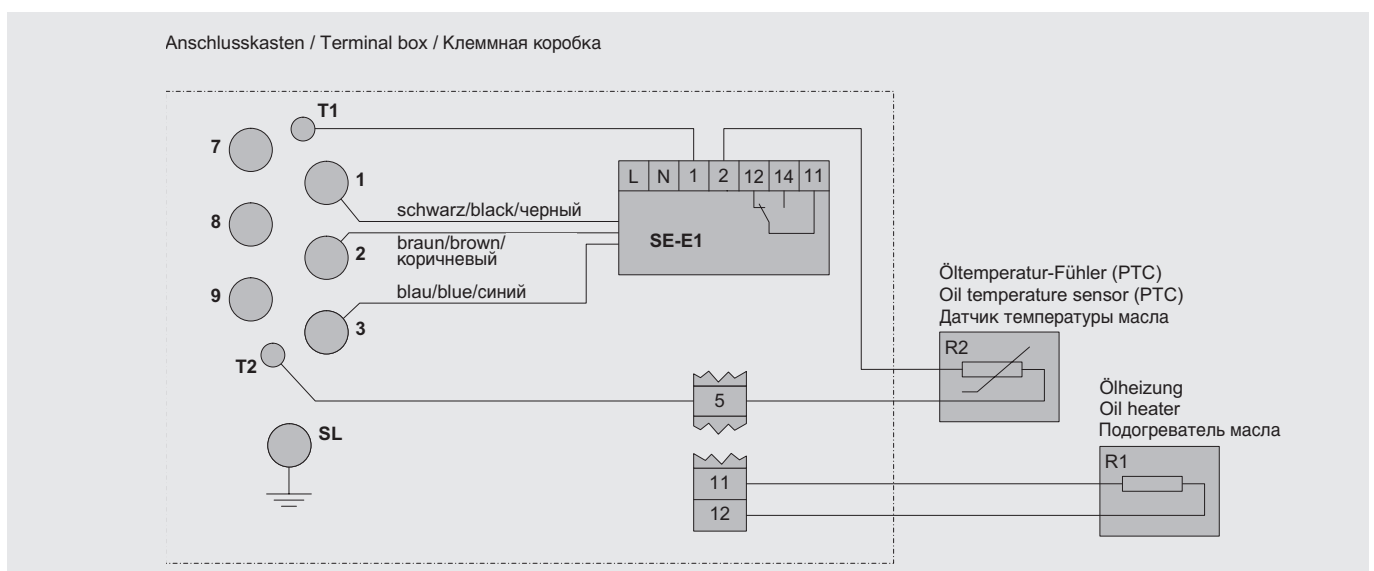 Anschlusskasten / Terminal box / Клеммная коробка
T1
7
1
L N 1 2 12 14 11
schwarz/black/черный
8
SE-E1
2
braun/brown/
коричневый
9
blau/blue/синий
3
Öltemperatur-Fühler (PTC)
Oil temperature sensor (PTC)
Датчик температуры масла
R2
T2
5
Ölheizung
Oil heater
Подогреватель масла
SL
R1
11
12